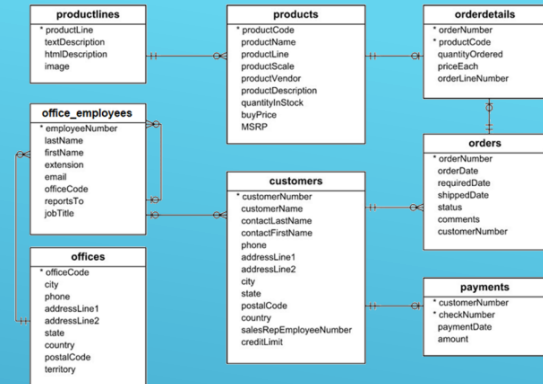 productlines
* productLine
textDescription
htmlDescription
image
products
* productCode
productName
productLine
productScale
productVendor
productDescription
quantityInStock
buyPrice
MSRP
orderdetails
* orderNumber
* productCode
quantityOrdered
priceEach
orderLineNumber
office_employees
* employeeNumber
lastName
firstName
extension
email
officeCode
reportsTo
jobTitle
customers
* customerNumber
customerName
contactLastName
contactFirstName
phone
addressLine1
addressLine2
city
state
postalCode
country
salesRepEmployeeNumber
creditLimit
orders
* orderNumber
orderDate
requiredDate
shippedDate
status
comments
customerNumber
offices
* officeCode
city
phone
addressLine1
addressLine2
state
country
postalCode
territory
payments
* customerNumber
* checkNumber
paymentDate
amount